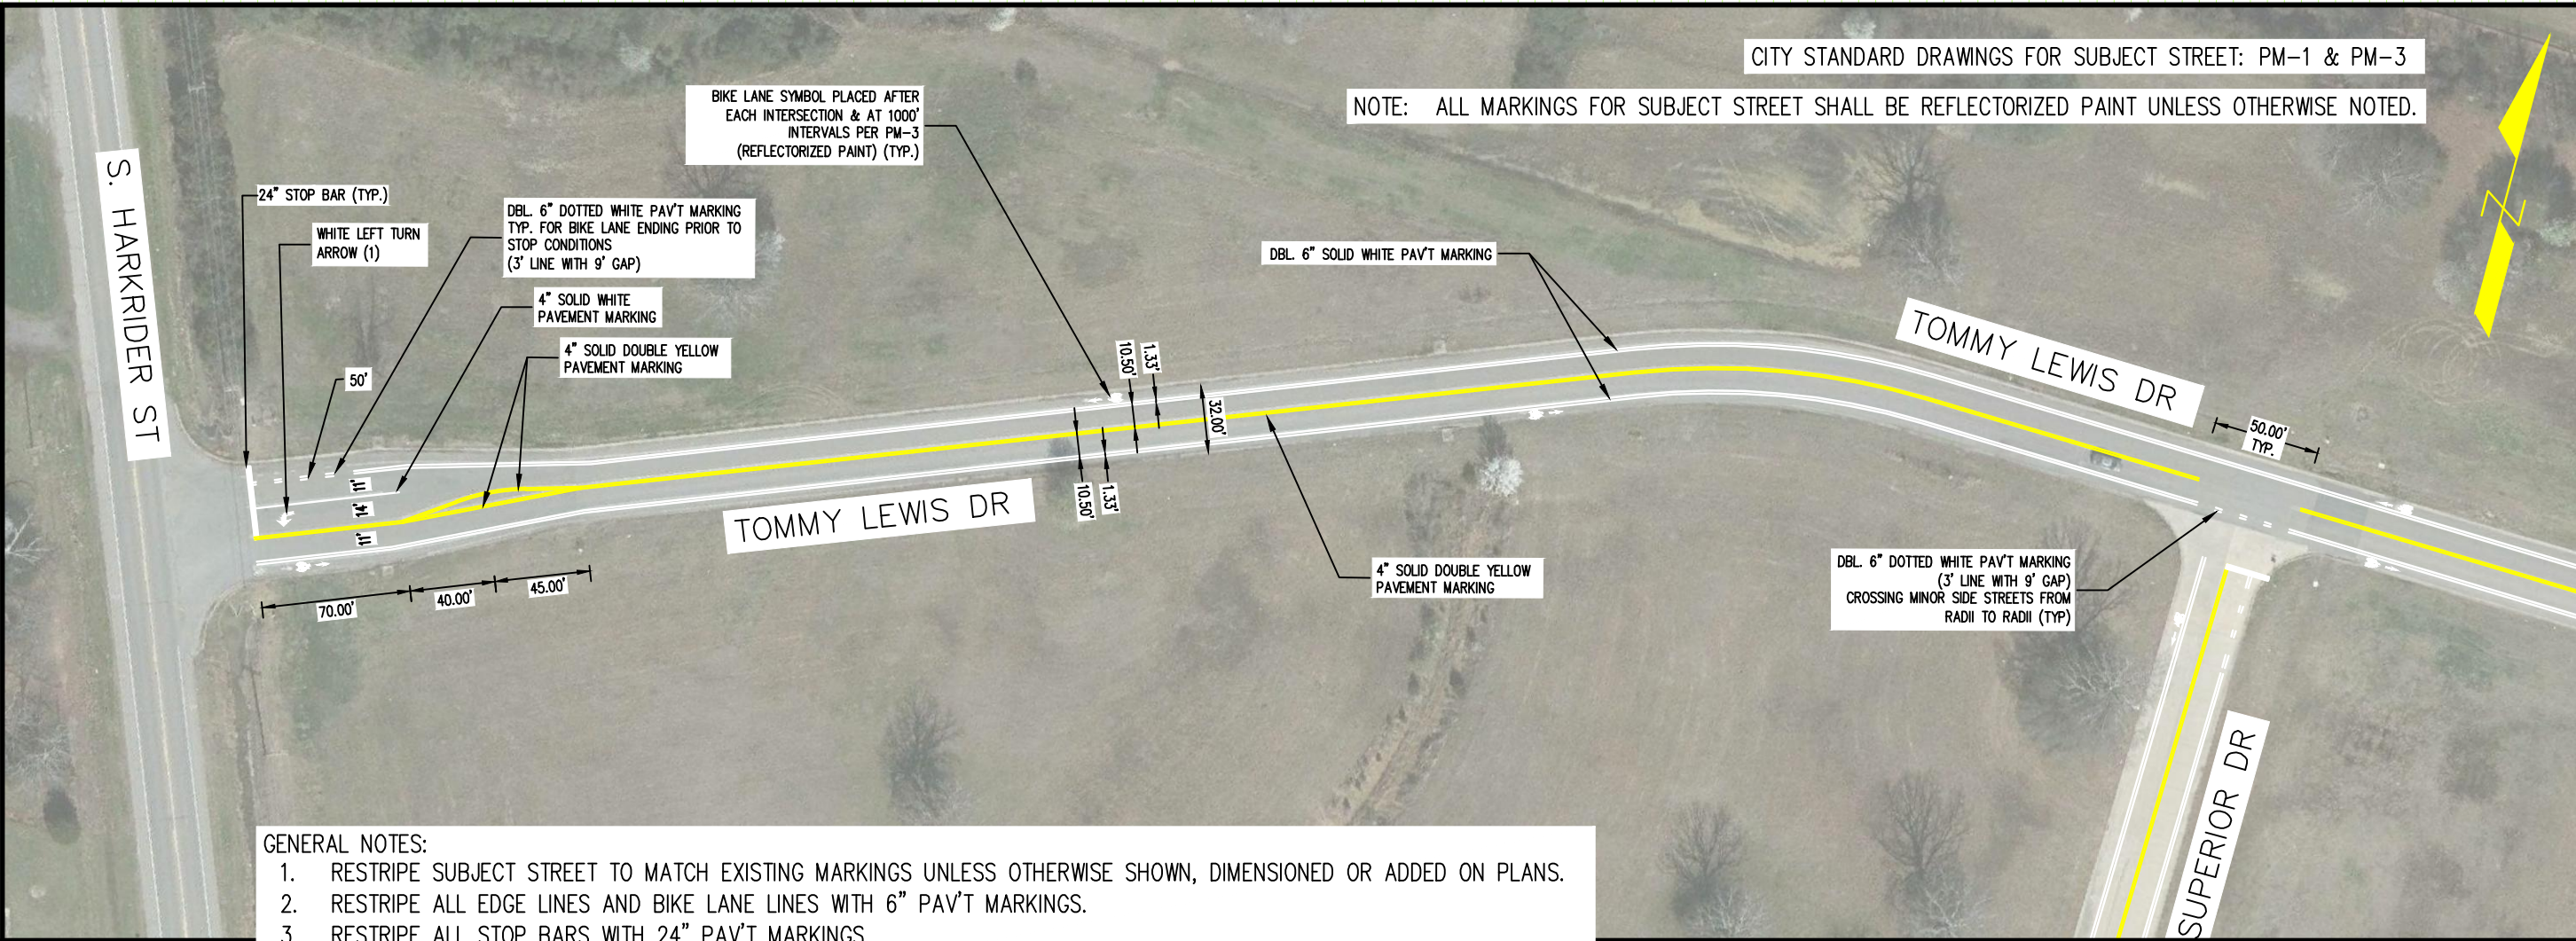 CITY STANDARD DRAWINGS FOR SUBJECT STREET: PM-1 & PM-3
NOTE: ALL MARKINGS FOR SUBJECT STREET SHALL BE REFLECTORIZED PAINT UNLESS OTHERWISE NOTED.
BIKE LANE SYMBOL PLACED AFTER
EACH INTERSECTION & AT 1000'
INTERVALS PER PM-3
(REFLECTORIZED PAINT) (TYP.)
S. HARKRIDER ST
24" STOP BAR (TYP.)
WHITE LEFT TURN
ARROW (1)
DBL. 6" DOTTED WHITE PAV'T MARKING
TYP. FOR BIKE LANE ENDING PRIOR TO
STOP CONDITIONS
(3' LINE WITH 9' GAP)
4" SOLID WHITE
PAVEMENT MARKING
4" SOLID DOUBLE YELLOW
PAVEMENT MARKING
50'
DBL. 6" SOLID WHITE PAV'T MARKING
TOMMY LEWIS DR
50.00'
TYP.
10.50'
1.33'
32.00'
10.50'
1.33'
11'
14'
11'
TOMMY LEWIS DR
70.00'
40.00'
45.00'
4" SOLID DOUBLE YELLOW
PAVEMENT MARKING
DBL. 6" DOTTED WHITE PAV'T MARKING
(3' LINE WITH 9' GAP)
CROSSING MINOR SIDE STREETS FROM
RADII TO RADII (TYP)
SUPERIOR DR
GENERAL NOTES:
1. RESTRIPE SUBJECT STREET TO MATCH EXISTING MARKINGS UNLESS OTHERWISE SHOWN, DIMENSIONED OR ADDED ON PLANS.
2. RESTRIPE ALL EDGE LINES AND BIKE LANE LINES WITH 6" PAV'T MARKINGS.
3. RESTRIPE ALL STOP BARS WITH 24" PAV'T MARKINGS